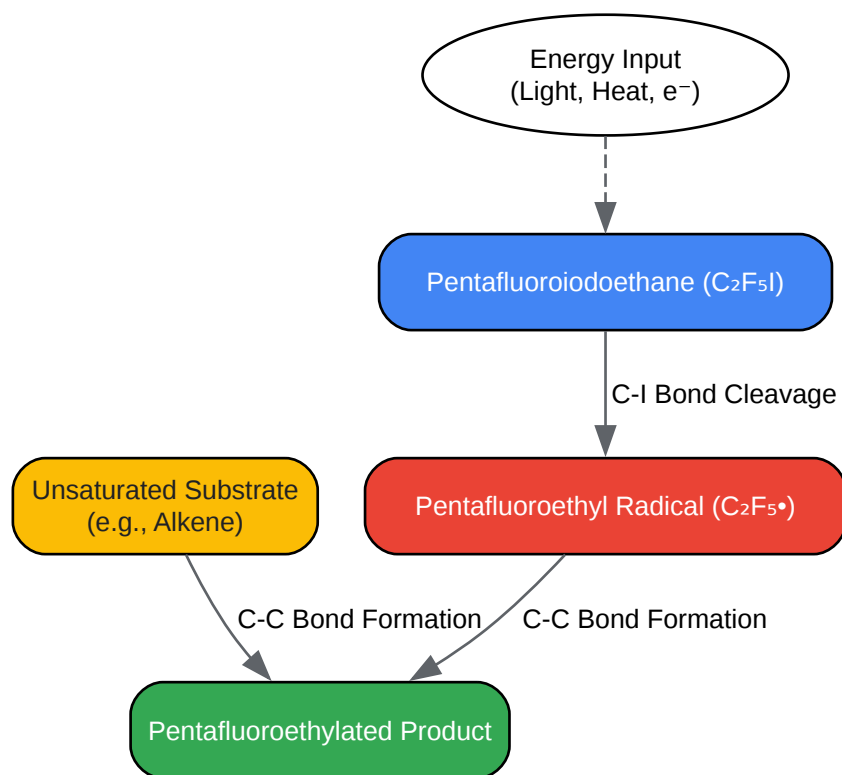 Energy Input
(Light, Heat, e⁻)
Pentafluoroiodoethane (C₂F₅I)
C-I Bond Cleavage
Unsaturated Substrate
(e.g., Alkene)
Pentafluoroethyl Radical (C₂F₅•)
C-C Bond Formation
C-C Bond Formation
Pentafluoroethylated Product